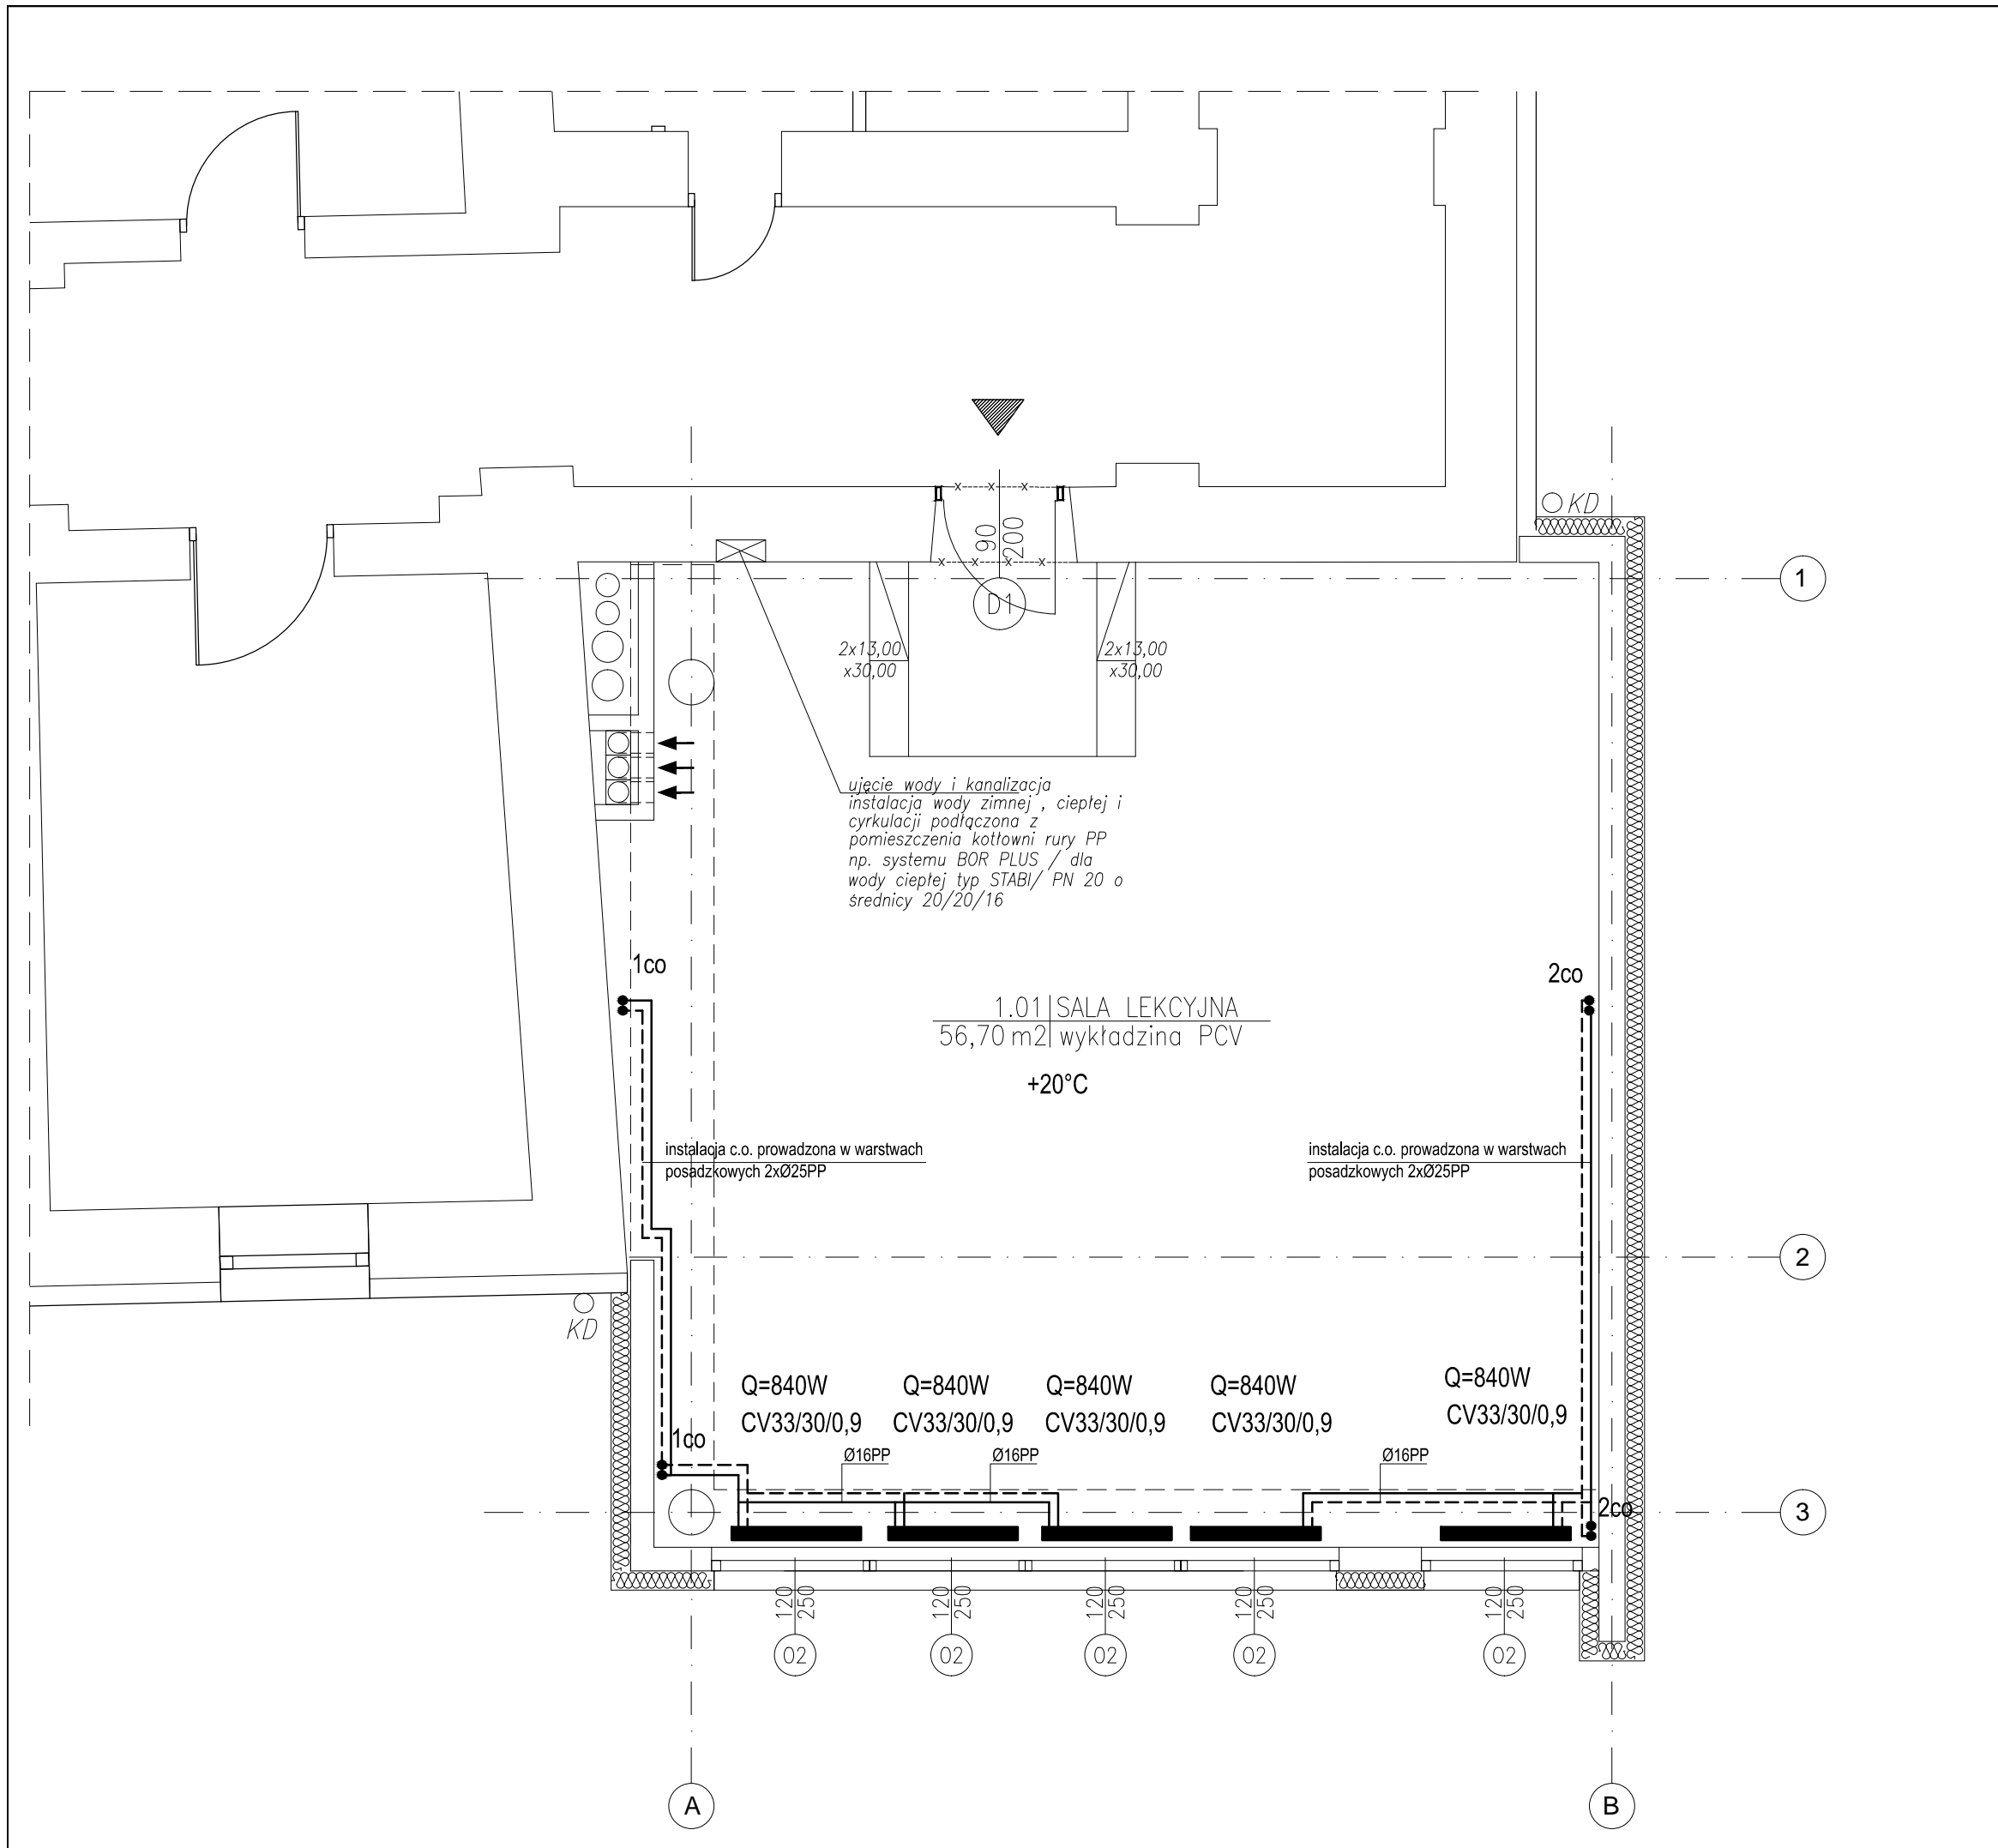 KD
90
200
1
D1
2x13,00
x30,00
2x13,00
x30,00
ujęcie wody i kanalizacja
instalacja wody zimnej , ciepłej i
cyrkulacji podłączona z
pomieszczenia kotłowni rury PP
np. systemu BOR PLUS / dla
wody ciepłej typ STABI/ PN 20 o
średnicy 20/20/16
1co
2co
1.01 SALA LEKCYJNA
56,70 m2 wykładzina PCV
+20°C
instalacja c.o. prowadzona w warstwach
posadzkowych 2xØ25PP
instalacja c.o. prowadzona w warstwach
posadzkowych 2xØ25PP
2
KD
Q=840W
CV33/30/0,9
Q=840W
CV33/30/0,9
Q=840W
CV33/30/0,9
Q=840W
CV33/30/0,9
Q=840W
CV33/30/0,9
1co
Ø16PP
Ø16PP
Ø16PP
2co
3
120
250
120
250
120
250
120
250
120
250
O2
O2
O2
O2
O2
A
B